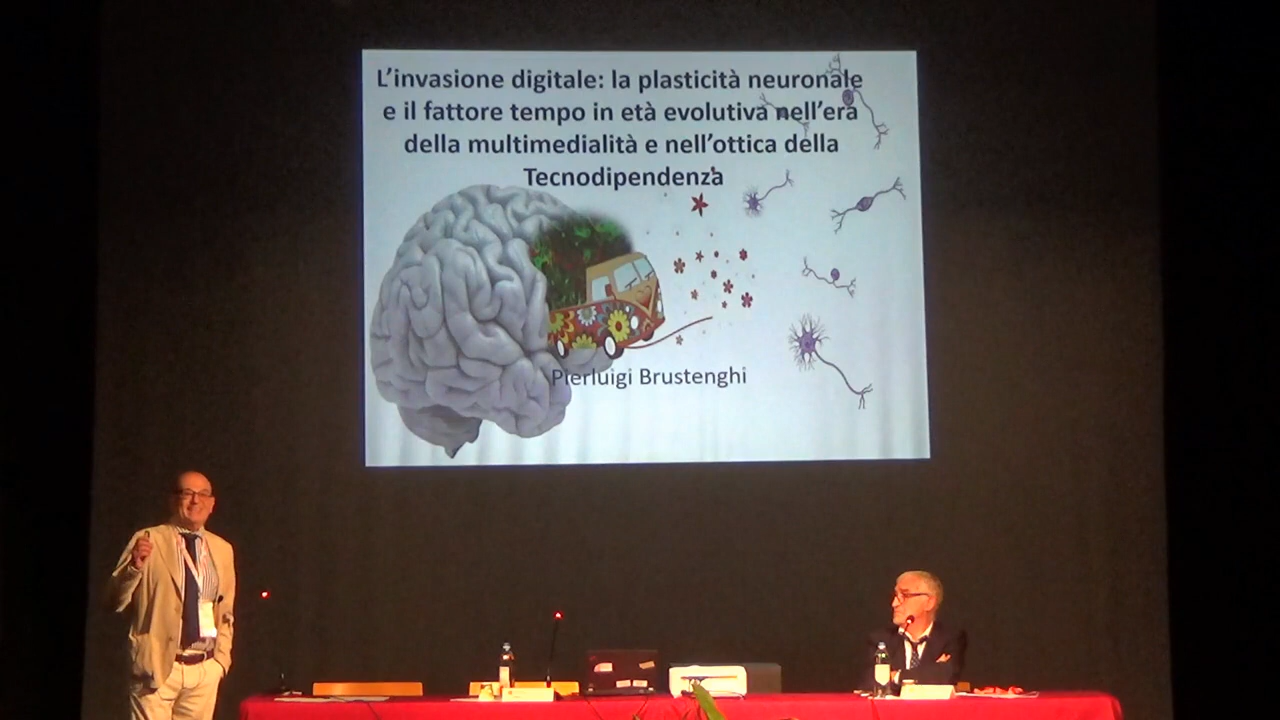 L'invasione digitale: la plasticità neuronale
e il fattore tempo in età evolutiva nell'era
della multimedialità e nell'ottica della
Tecnodipendenza
Pierluigi Brustenghi